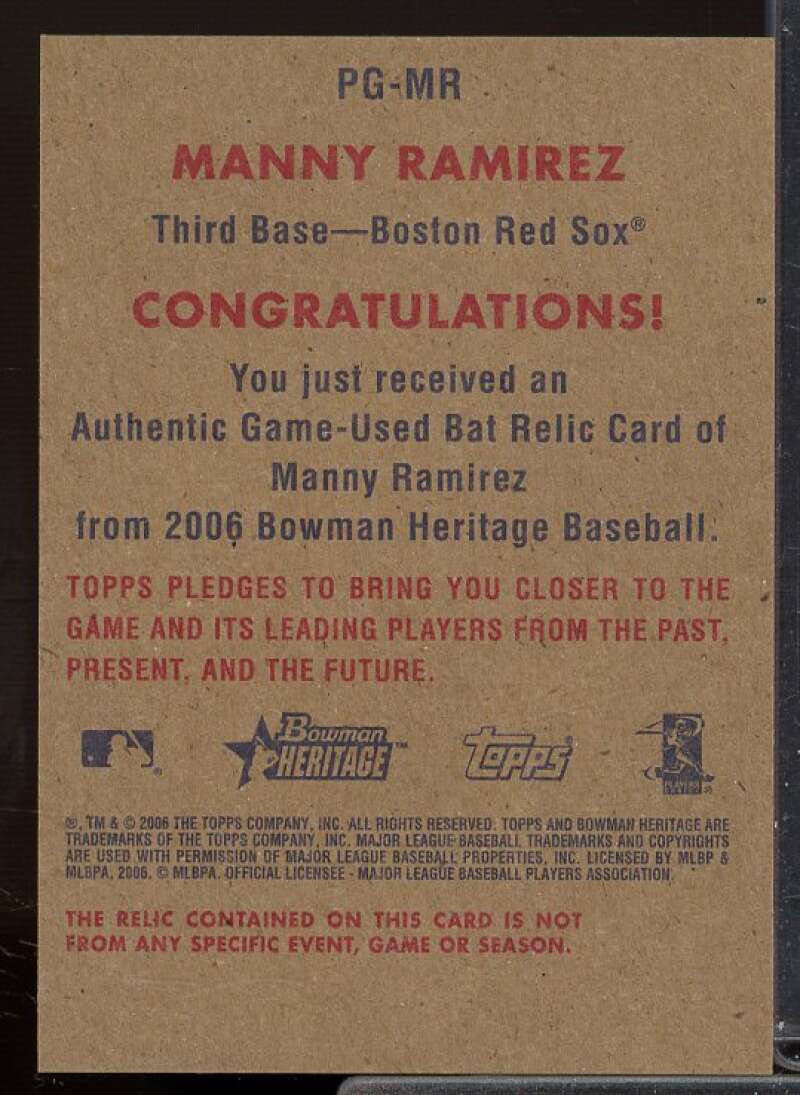 PG-MR
MANNY RAMIREZ
Third Base—Boston Red Sox®
CONGRATULATIONS!
You just received an
Authentic Game-Used Bat Relic Card of
Manny Ramirez
from 2006 Bowman Heritage Baseball.
TOPPS PLEDGES TO BRING YOU CLOSER TO THE
GAME AND ITS LEADING PLAYERS FROM THE PAST,
PRESENT, AND THE FUTURE.
Bowman
HERITAGE™
Topps®
PLAYERS
CHOICE
®, TM & © 2006 THE TOPPS COMPANY, INC. ALL RIGHTS RESERVED. TOPPS AND BOWMAN HERITAGE ARE
TRADEMARKS OF THE TOPPS COMPANY, INC. MAJOR LEAGUE BASEBALL TRADEMARKS AND COPYRIGHTS
ARE USED WITH PERMISSION OF MAJOR LEAGUE BASEBALL PROPERTIES, INC. LICENSED BY MLBP &
MLBPA, 2006. © MLBPA. OFFICIAL LICENSEE - MAJOR LEAGUE BASEBALL PLAYERS ASSOCIATION.
THE RELIC CONTAINED ON THIS CARD IS NOT
FROM ANY SPECIFIC EVENT, GAME OR SEASON.